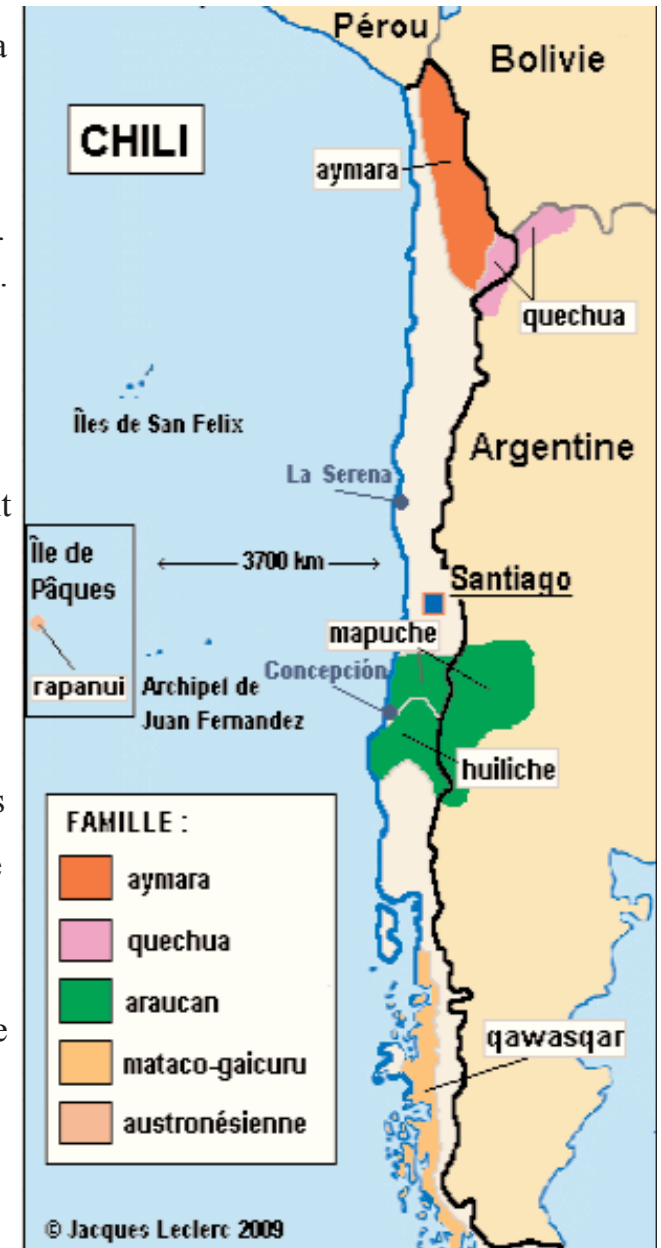 a
-
.
it
s
e
e
Pérou
Bolivie
CHILI
aymara
quechua
Îles de San Felix
Argentine
La Serena
Île de
Pâques
3700 km
Santiago
mapuche
rapanui
Archipel de
Juan Fernandez
Concepción
huiliche
FAMILLE :
aymara
quechua
araucan
mataco-gaicuru
austronésienne
qawasqar
© Jacques Leclerc 2009